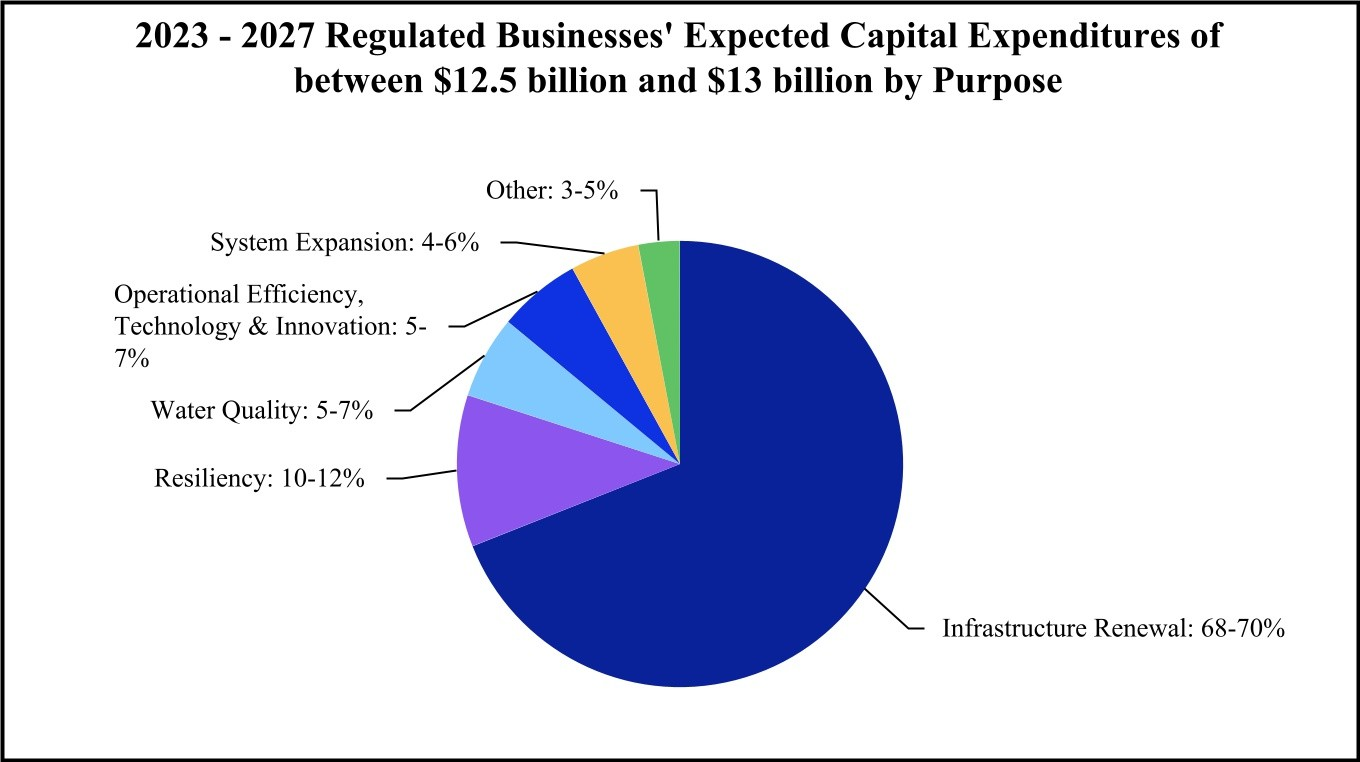 2023 - 2027 Regulated Businesses' Expected Capital Expenditures of
between $12.5 billion and $13 billion by Purpose
Other: 3-5%
System Expansion: 4-6%
Operational Efficiency,
Technology & Innovation: 5-
7%
Water Quality: 5-7%
Resiliency: 10-12%
Infrastructure Renewal: 68-70%